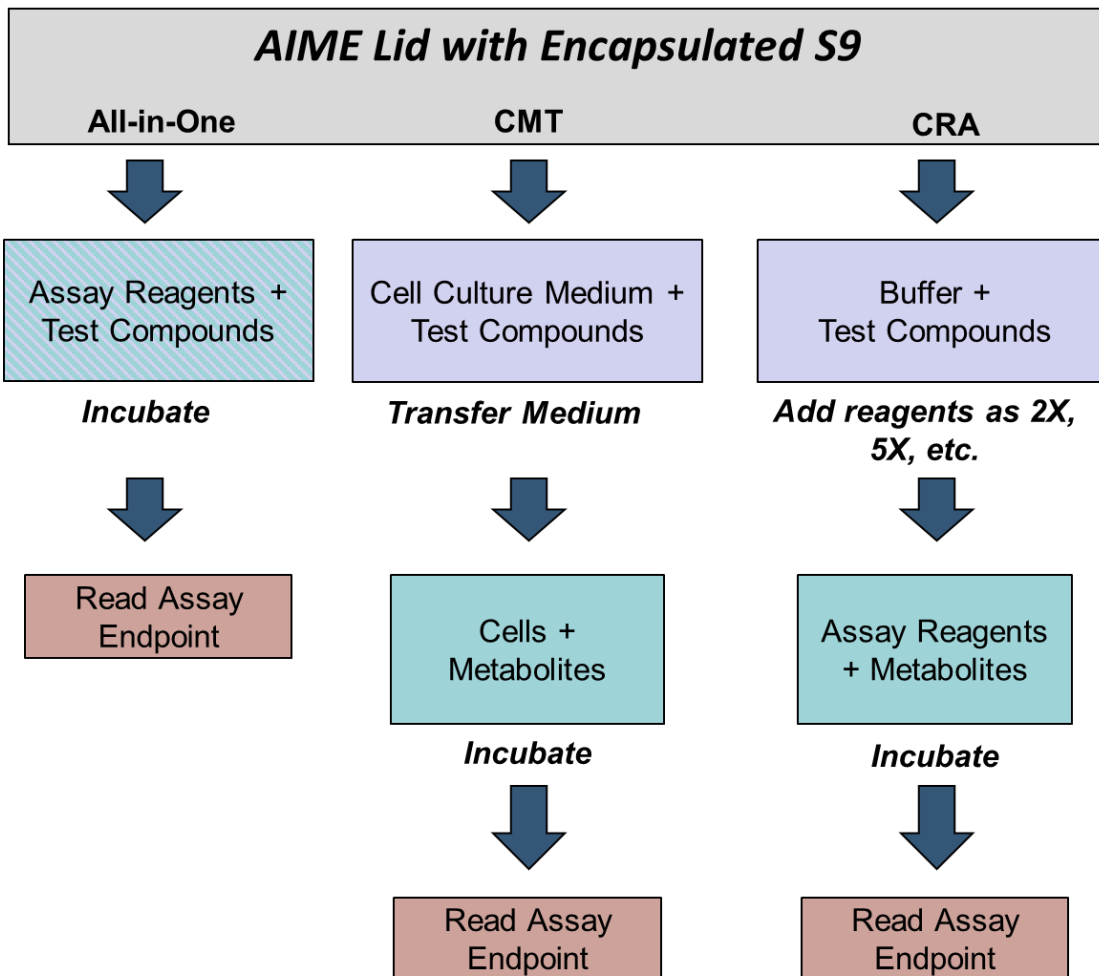 AIME Lid with Encapsulated S9
All-in-One
CMT
CRA
Assay Reagents +
Test Compounds
Cell Culture Medium +
Test Compounds
Buffer +
Test Compounds
Incubate
Transfer Medium
Add reagents as 2X,
5X, etc.
Read Assay
Endpoint
Cells +
Metabolites
Assay Reagents
+ Metabolites
Incubate
Incubate
Read Assay
Endpoint
Read Assay
Endpoint